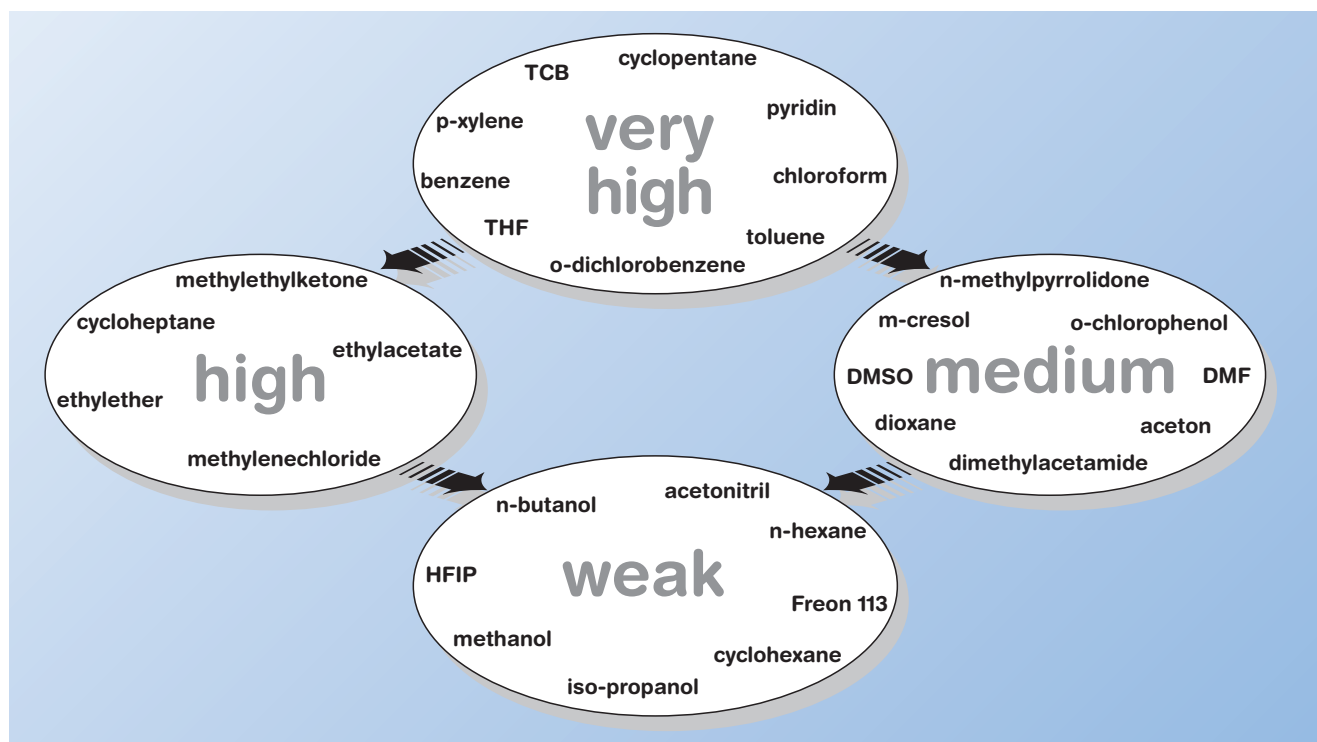 cyclopentane
TCB
pyridin
p-xylene
very
high
chloroform
benzene
THF
toluene
o-dichlorobenzene
methylethylketone
cycloheptane
ethylacetate
high
ethylether
methylenechloride
n-methylpyrrolidone
m-cresol
o-chlorophenol
DMSO
medium
DMF
dioxane
aceton
dimethylacetamide
acetonitril
n-butanol
n-hexane
HFIP
weak
Freon 113
methanol
cyclohexane
iso-propanol